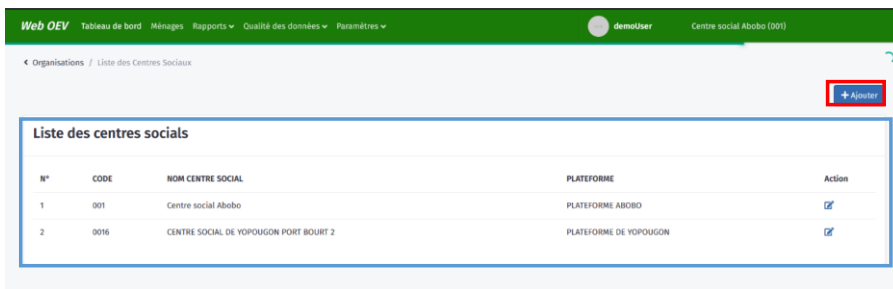 Web OEV Tableau de bord Ménages Rapports Qualité des données Paramètres demoUser Centre social Abobo (001)
Organisations / Liste des Centres Sociaux
+ Ajouter
Liste des centres socials
N° CODE NOM CENTRE SOCIAL PLATEFORME Action
1 001 Centre social Abobo PLATEFORME ABOBO
2 0016 CENTRE SOCIAL DE YOPOUGON PORT BOURT 2 PLATEFORME DE YOPOUGON